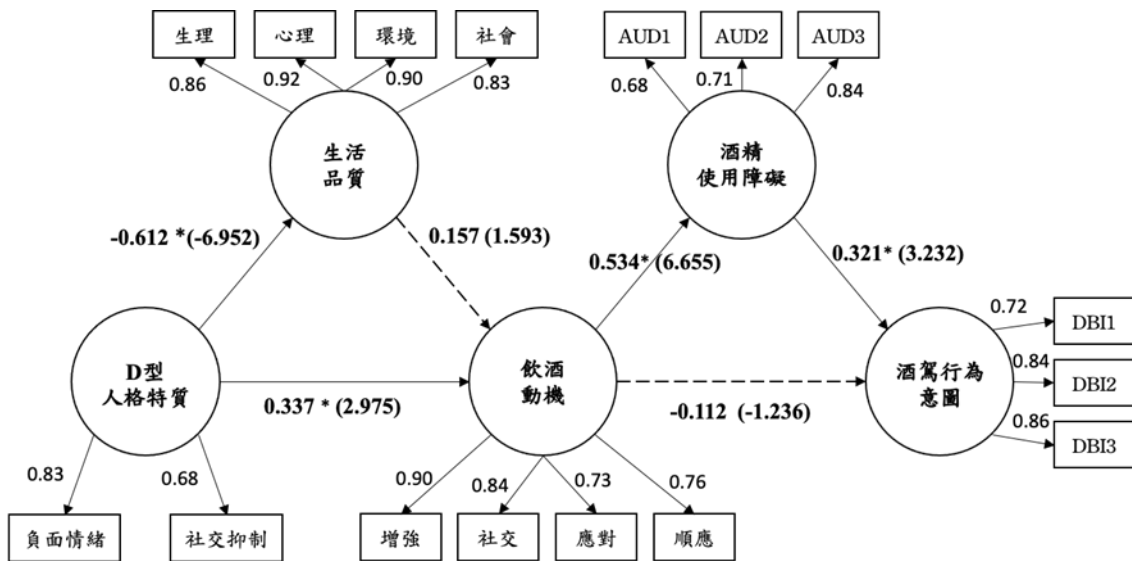 生理
心理
環境
社會
AUD1
AUD2
AUD3
0.86
0.92
0.90
0.83
0.68
0.71
0.84
生活
品質
酒精
使用障礙
-0.612 *(-6.952)
0.157 (1.593)
0.534* (6.655)
0.321* (3.232)
D型
人格特質
飲酒
動機
酒駕行為
意圖
0.72
DBI1
0.84
DBI2
0.86
DBI3
0.337 * (2.975)
-0.112 (-1.236)
0.83
0.68
0.90
0.84
0.73
0.76
負面情緒
社交抑制
增強
社交
應對
順應